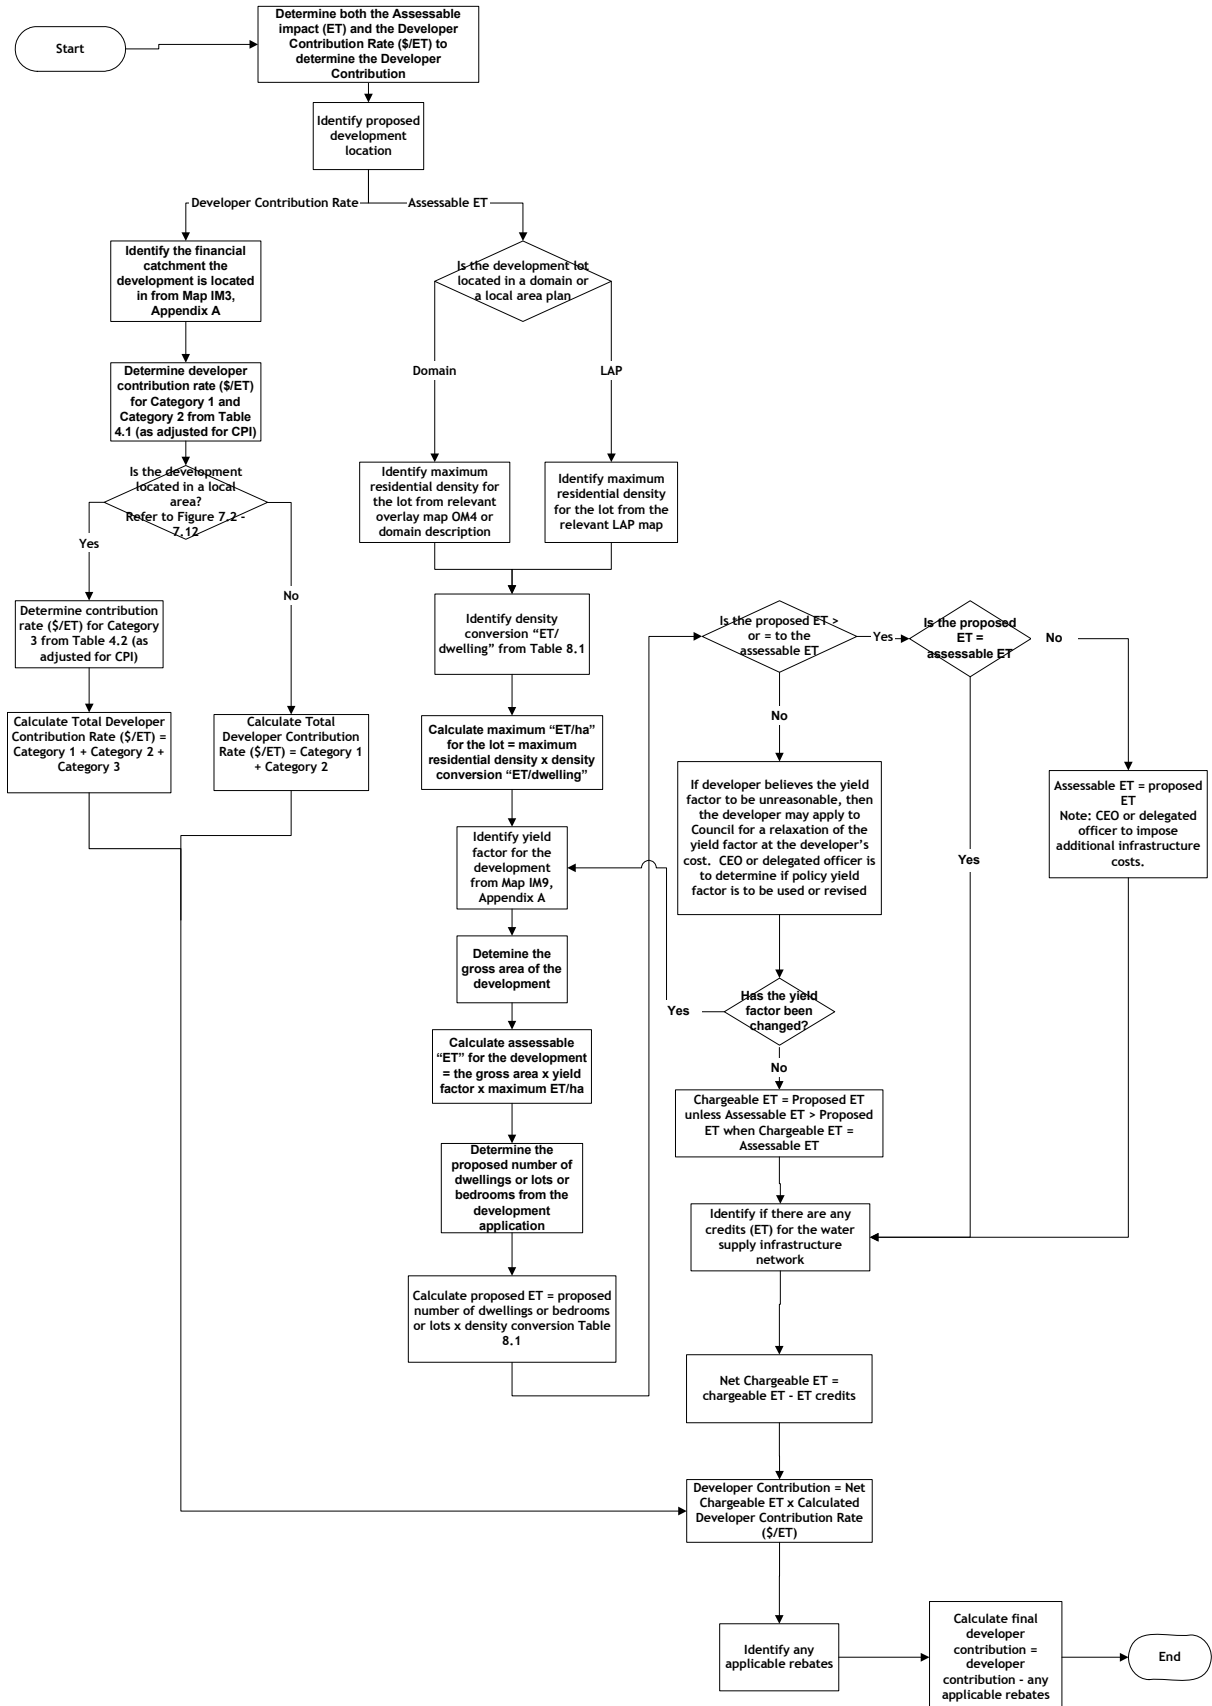 Start
Determine both the Assessable
impact (ET) and the Developer
Contribution Rate ($/ET) to
determine the Developer
Contribution
Identify proposed
development
location
Developer Contribution Rate
Assessable ET
Identify the financial
catchment the
development is located
in from Map IM3,
Appendix A
Determine developer
contribution rate ($/ET)
for Category 1 and
Category 2 from Table
4.1 (as adjusted for CPI)
Is the development
located in a local
area?
Refer to Figure 7.2 -
7.12
Yes
No
Determine contribution
rate ($/ET) for Category
3 from Table 4.2 (as
adjusted for CPI)
Calculate Total Developer
Contribution Rate ($/ET) =
Category 1 + Category 2 +
Category 3
Calculate Total
Developer Contribution
Rate ($/ET) = Category 1
+ Category 2
Is the development lot
located in a domain or
a local area plan
Domain
LAP
Identify maximum
residential density for
the lot from relevant
overlay map OM4 or
domain description
Identify maximum
residential density
for the lot from the
relevant LAP map
Identify density
conversion “ET/
dwelling” from Table 8.1
Calculate maximum “ET/ha”
for the lot = maximum
residential density x density
conversion “ET/dwelling”
Identify yield
factor for the
development
from Map IM9,
Appendix A
Detemine the
gross area of the
development
Calculate assessable
“ET” for the development
= the gross area x yield
factor x maximum ET/ha
Determine the
proposed number of
dwellings or lots or
bedrooms from the
development
application
Calculate proposed ET = proposed
number of dwellings or bedrooms
or lots x density conversion Table
8.1
Is the proposed ET >
or = to the
assessable ET
Yes
Is the proposed
ET =
assessable ET
No
No
Yes
If developer believes the yield
factor to be unreasonable, then
the developer may apply to
Council for a relaxation of the
yield factor at the developer’s
cost.  CEO or delegated officer is
to determine if policy yield
factor is to be used or revised
Assessable ET = proposed
ET
Note: CEO or delegated
officer to impose
additional infrastructure
costs.
Has the yield
factor been
changed?
Yes
No
Chargeable ET = Proposed ET
unless Assessable ET > Proposed
ET when Chargeable ET =
Assessable ET
Identify if there are any
credits (ET) for the water
supply infrastructure
network
Net Chargeable ET =
chargeable ET - ET credits
Developer Contribution = Net
Chargeable ET x Calculated
Developer Contribution Rate
($/ET)
Identify any
applicable rebates
Calculate final
developer
contribution =
developer
contribution - any
applicable rebates
End